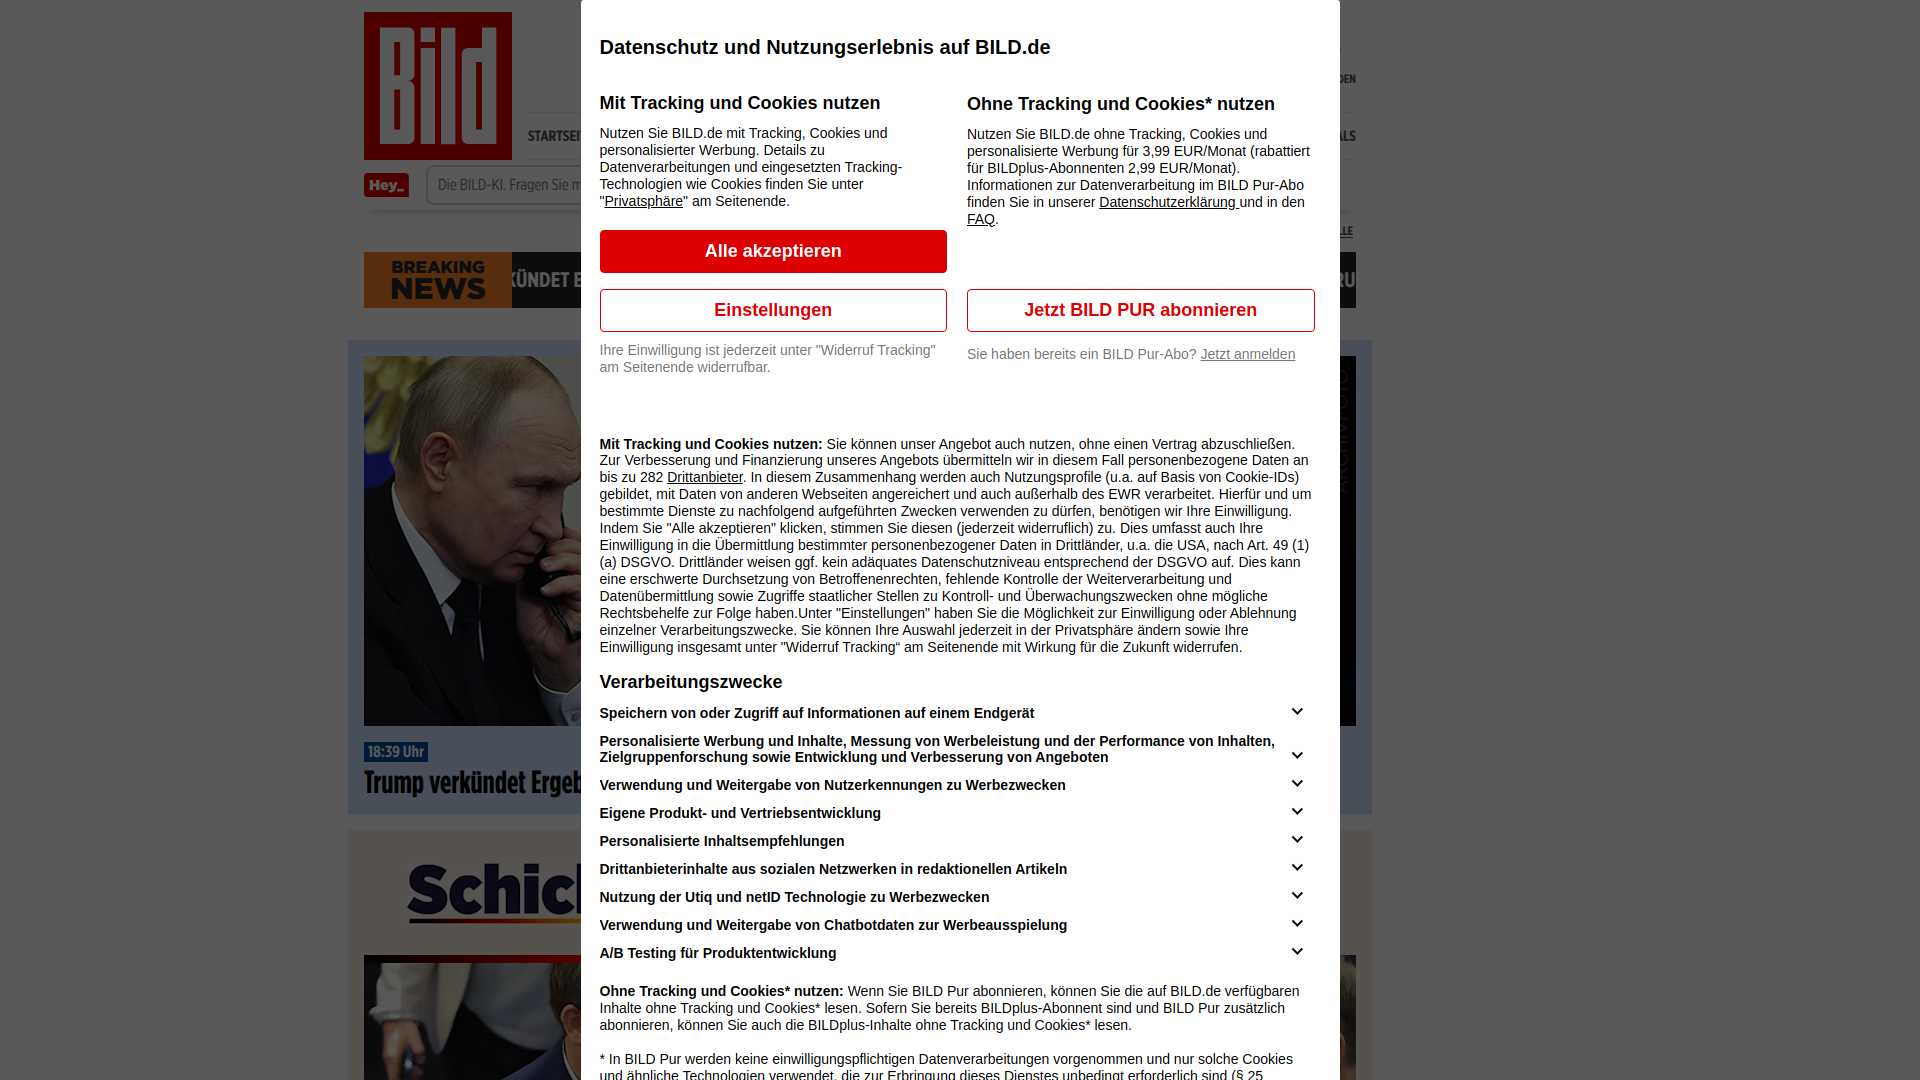 Bild
Datenschutz und Nutzungserlebnis auf BILD.de
Mit Tracking und Cookies nutzen
Nutzen Sie BILD.de mit Tracking, Cookies und
personalisierter Werbung. Details zu
Datenverarbeitungen und eingesetzten Tracking-
Technologien wie Cookies finden Sie unter
"Privatsphäre" am Seitenende.
Alle akzeptieren
Einstellungen
Ihre Einwilligung ist jederzeit unter "Widerruf Tracking"
am Seitenende widerrufbar.
Ohne Tracking und Cookies* nutzen
Nutzen Sie BILD.de ohne Tracking, Cookies und
personalisierte Werbung für 3,99 EUR/Monat (rabattiert
für BILDplus-Abonnenten 2,99 EUR/Monat).
Informationen zur Datenverarbeitung im BILD Pur-Abo
finden Sie in unserer Datenschutzerklärung und in den
FAQ.
Jetzt BILD PUR abonnieren
Sie haben bereits ein BILD Pur-Abo? Jetzt anmelden
Mit Tracking und Cookies nutzen: Sie können unser Angebot auch nutzen, ohne einen Vertrag abzuschließen.
Zur Verbesserung und Finanzierung unseres Angebots übermitteln wir in diesem Fall personenbezogene Daten an
bis zu 282 Drittanbieter. In diesem Zusammenhang werden auch Nutzungsprofile (u.a. auf Basis von Cookie-IDs)
gebildet, mit Daten von anderen Webseiten angereichert und auch außerhalb des EWR verarbeitet. Hierfür und um
bestimmte Dienste zu nachfolgend aufgeführten Zwecken verwenden zu dürfen, benötigen wir Ihre Einwilligung.
Indem Sie "Alle akzeptieren" klicken, stimmen Sie diesen (jederzeit widerruflich) zu. Dies umfasst auch Ihre
Einwilligung in die Übermittlung bestimmter personenbezogener Daten in Drittländer, u.a. die USA, nach Art. 49 (1)
(a) DSGVO. Drittländer weisen ggf. kein adäquates Datenschutzniveau entsprechend der DSGVO auf. Dies kann
eine erschwerte Durchsetzung von Betroffenenrechten, fehlende Kontrolle der Weiterverarbeitung und
Datenübermittlung sowie Zugriffe staatlicher Stellen zu Kontroll- und Überwachungszwecken ohne mögliche
Rechtsbehelfe zur Folge haben.Unter "Einstellungen" haben Sie die Möglichkeit zur Einwilligung oder Ablehnung
einzelner Verarbeitungszwecke. Sie können Ihre Auswahl jederzeit in der Privatsphäre ändern sowie Ihre
Einwilligung insgesamt unter "Widerruf Tracking“ am Seitenende mit Wirkung für die Zukunft widerrufen.
Verarbeitungszwecke
Speichern von oder Zugriff auf Informationen auf einem Endgerät
Personalisierte Werbung und Inhalte, Messung von Werbeleistung und der Performance von Inhalten,
Zielgruppenforschung sowie Entwicklung und Verbesserung von Angeboten
Verwendung und Weitergabe von Nutzerkennungen zu Werbezwecken
Eigene Produkt- und Vertriebsentwicklung
Personalisierte Inhaltsempfehlungen
Drittanbieterinhalte aus sozialen Netzwerken in redaktionellen Artikeln
Nutzung der Utiq und netID Technologie zu Werbezwecken
Verwendung und Weitergabe von Chatbotdaten zur Werbeausspielung
A/B Testing für Produktentwicklung
Ohne Tracking und Cookies* nutzen: Wenn Sie BILD Pur abonnieren, können Sie die auf BILD.de verfügbaren
Inhalte ohne Tracking und Cookies* lesen. Sofern Sie bereits BILDplus-Abonnent sind und BILD Pur zusätzlich
abonnieren, können Sie auch die BILDplus-Inhalte ohne Tracking und Cookies* lesen.
* In BILD Pur werden keine einwilligungspflichtigen Datenverarbeitungen vorgenommen und nur solche Cookies
und ähnliche Technologien verwendet, die zur Erbringung dieses Dienstes unbedingt erforderlich sind (§ 25
STARTSEI
Hey_
Die BILD-KI. Fragen Sie m
BREAKING
NEWS
KÜNDET E
18:39 Uhr
Trump verkündet Ergeb
Schick
DEN
ALS
LLE
RU